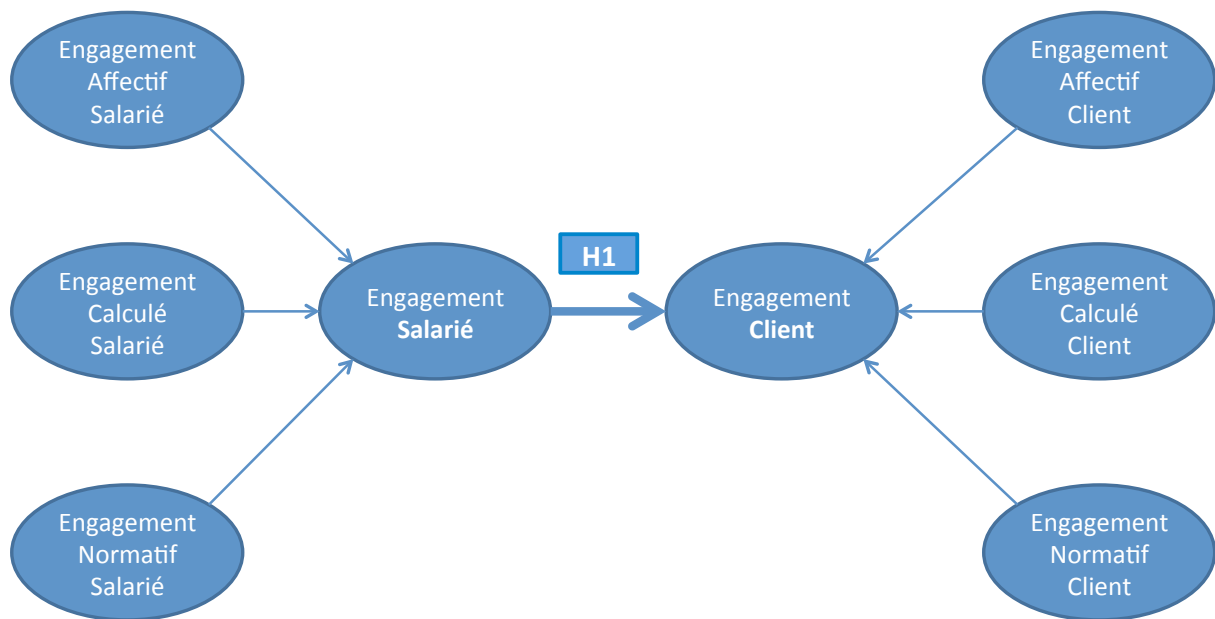 Engagement
Affectif
Salarié
Engagement
Affectif
Client
H1
Engagement
Calculé
Salarié
Engagement
Salarié
Engagement
Client
Engagement
Calculé
Client
Engagement
Normatif
Salarié
Engagement
Normatif
Client